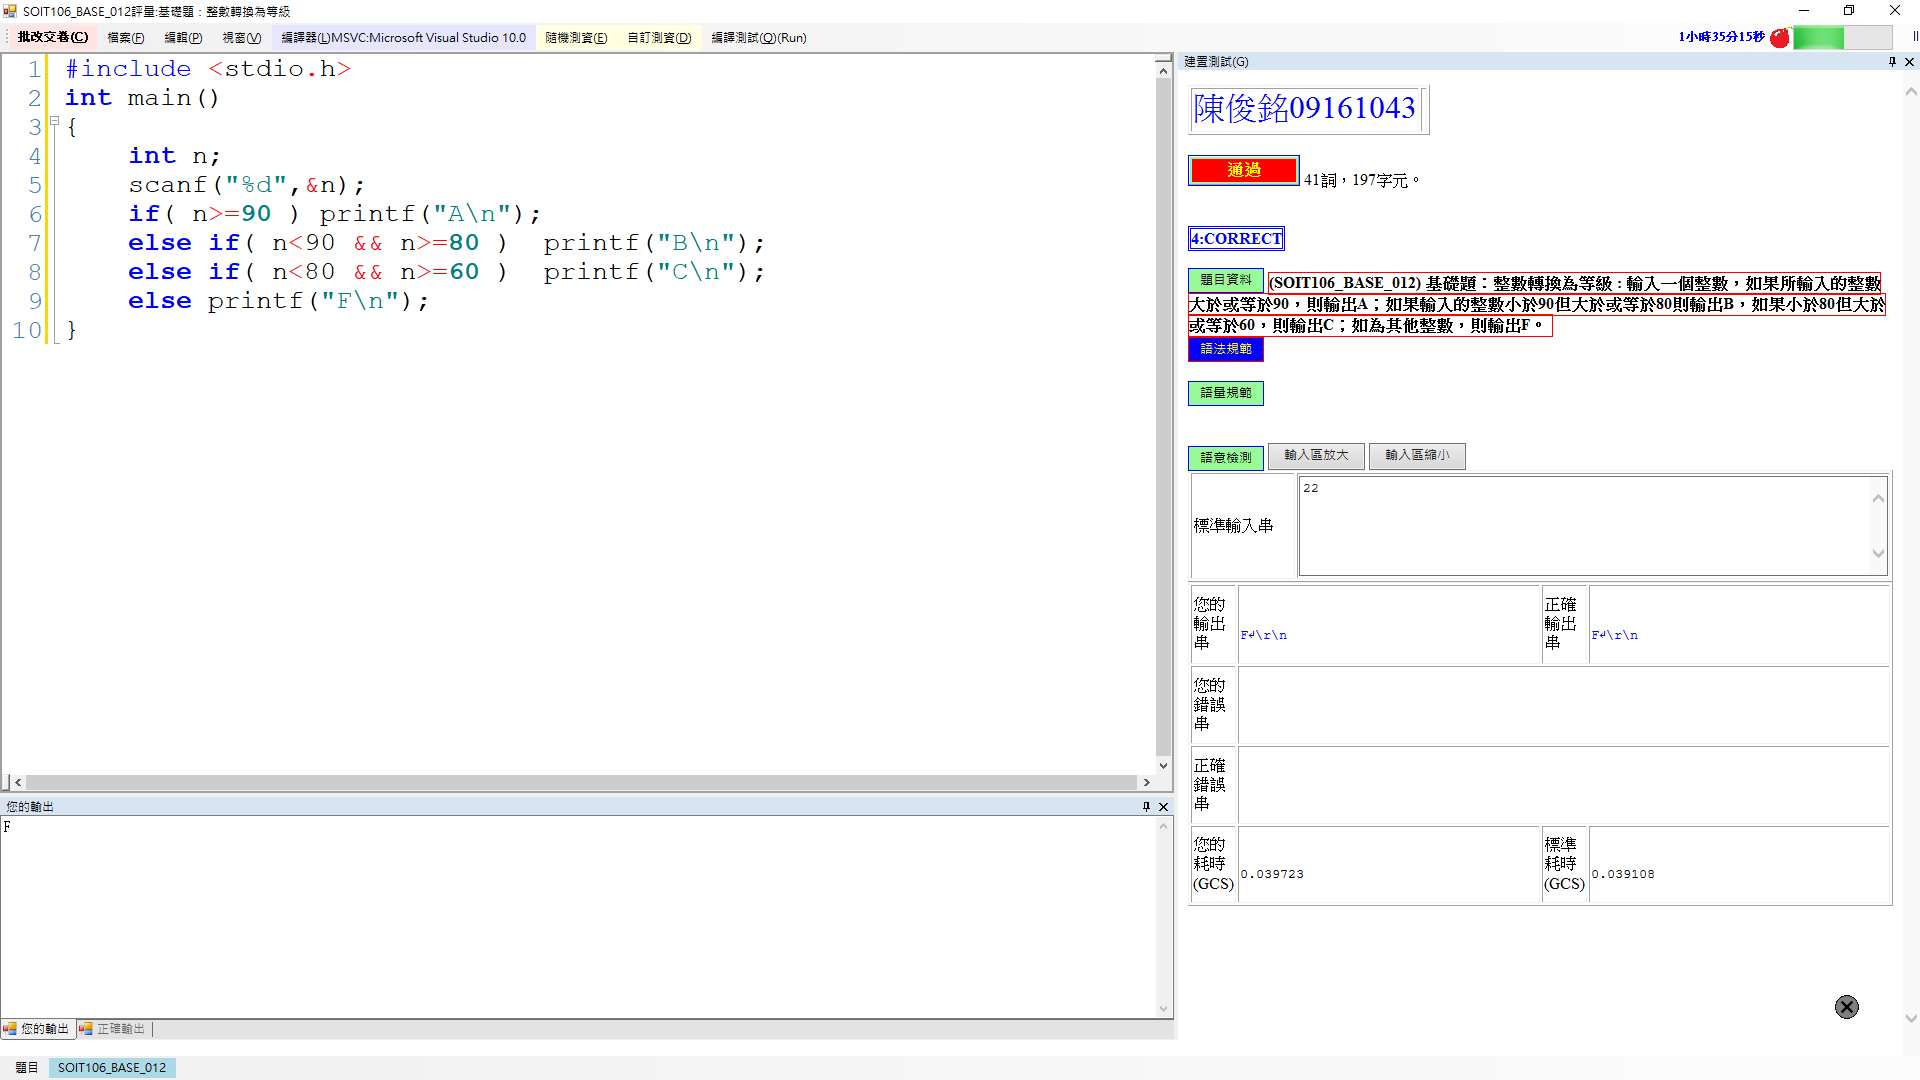 SOIT106_BASE_012評量:基礎題：整數轉換為等級
批改交卷(C) 檔案(F) 編輯(P) 視窗(V) 編譯器(L)MSVC:Microsoft Visual Studio 10.0 隨機測資(E) 自訂測資(D) 編譯測試(Q)(Run) 1小時35分15秒
1 #include <stdio.h>
2 int main()
3 {
4 int n;
5 scanf("%d",&n);
6 if( n>=90 ) printf("A\n");
7 else if( n<90 && n>=80 )  printf("B\n");
8 else if( n<80 && n>=60 )  printf("C\n");
9 else printf("F\n");
10 }
您的輸出
F
您的輸出 正確輸出
題目 SOIT106_BASE_012
建置測試(G)
陳俊銘09161043
通過 41詞，197字元。
4:CORRECT
題目資料 (SOIT106_BASE_012) 基礎題：整數轉換為等級：輸入一個整數，如果所輸入的整數
大於或等於90，則輸出A；如果輸入的整數小於90但大於或等於80則輸出B，如果小於80但大於
或等於60，則輸出C；如為其他整數，則輸出F。
語法規範
語量規範
語意檢測 輸入區放大 輸入區縮小
標準輸入串 22
您的輸出串 F↵\r\n 正確輸出串 F↵\r\n
您的錯誤串
正確錯誤串
您的耗時(GCS) 0.039723 標準耗時(GCS) 0.039108